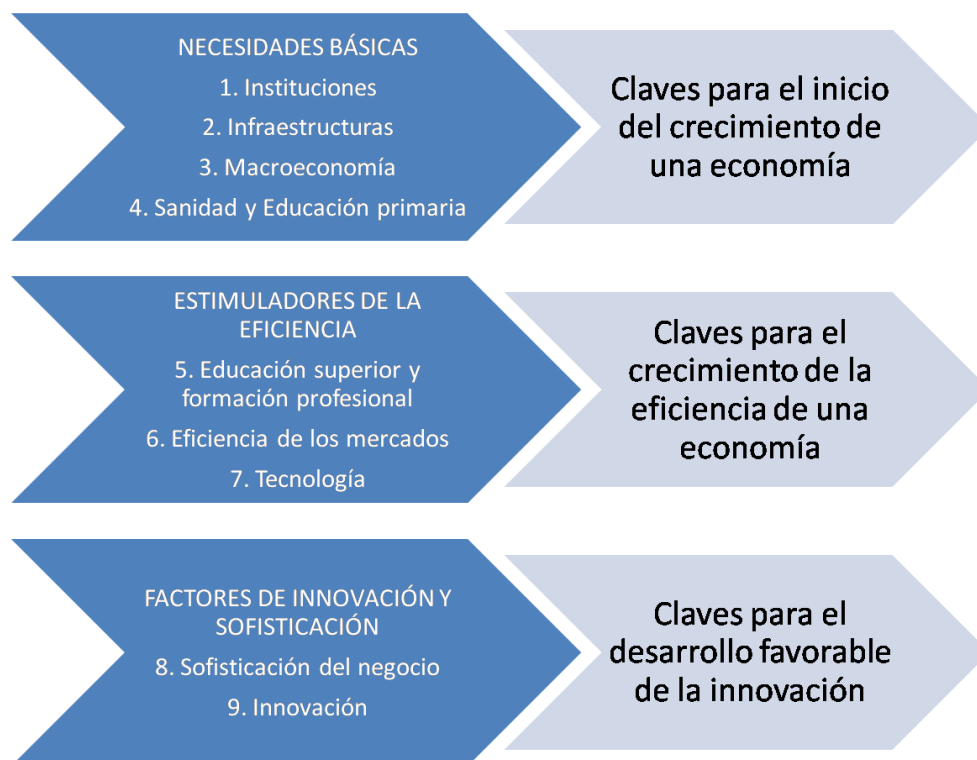 NECESIDADES BÁSICAS
1. Instituciones
2. Infraestructuras
3. Macroeconomía
4. Sanidad y Educación primaria
Claves para el inicio
del crecimiento de
una economía
ESTIMULADORES DE LA
EFICIENCIA
5. Educación superior y
formación profesional
6. Eficiencia de los mercados
7. Tecnología
Claves para el
crecimiento de la
eficiencia de una
economía
FACTORES DE INNOVACIÓN Y
SOFISTICACIÓN
8. Sofisticación del negocio
9. Innovación
Claves para el
desarrollo favorable
de la innovación